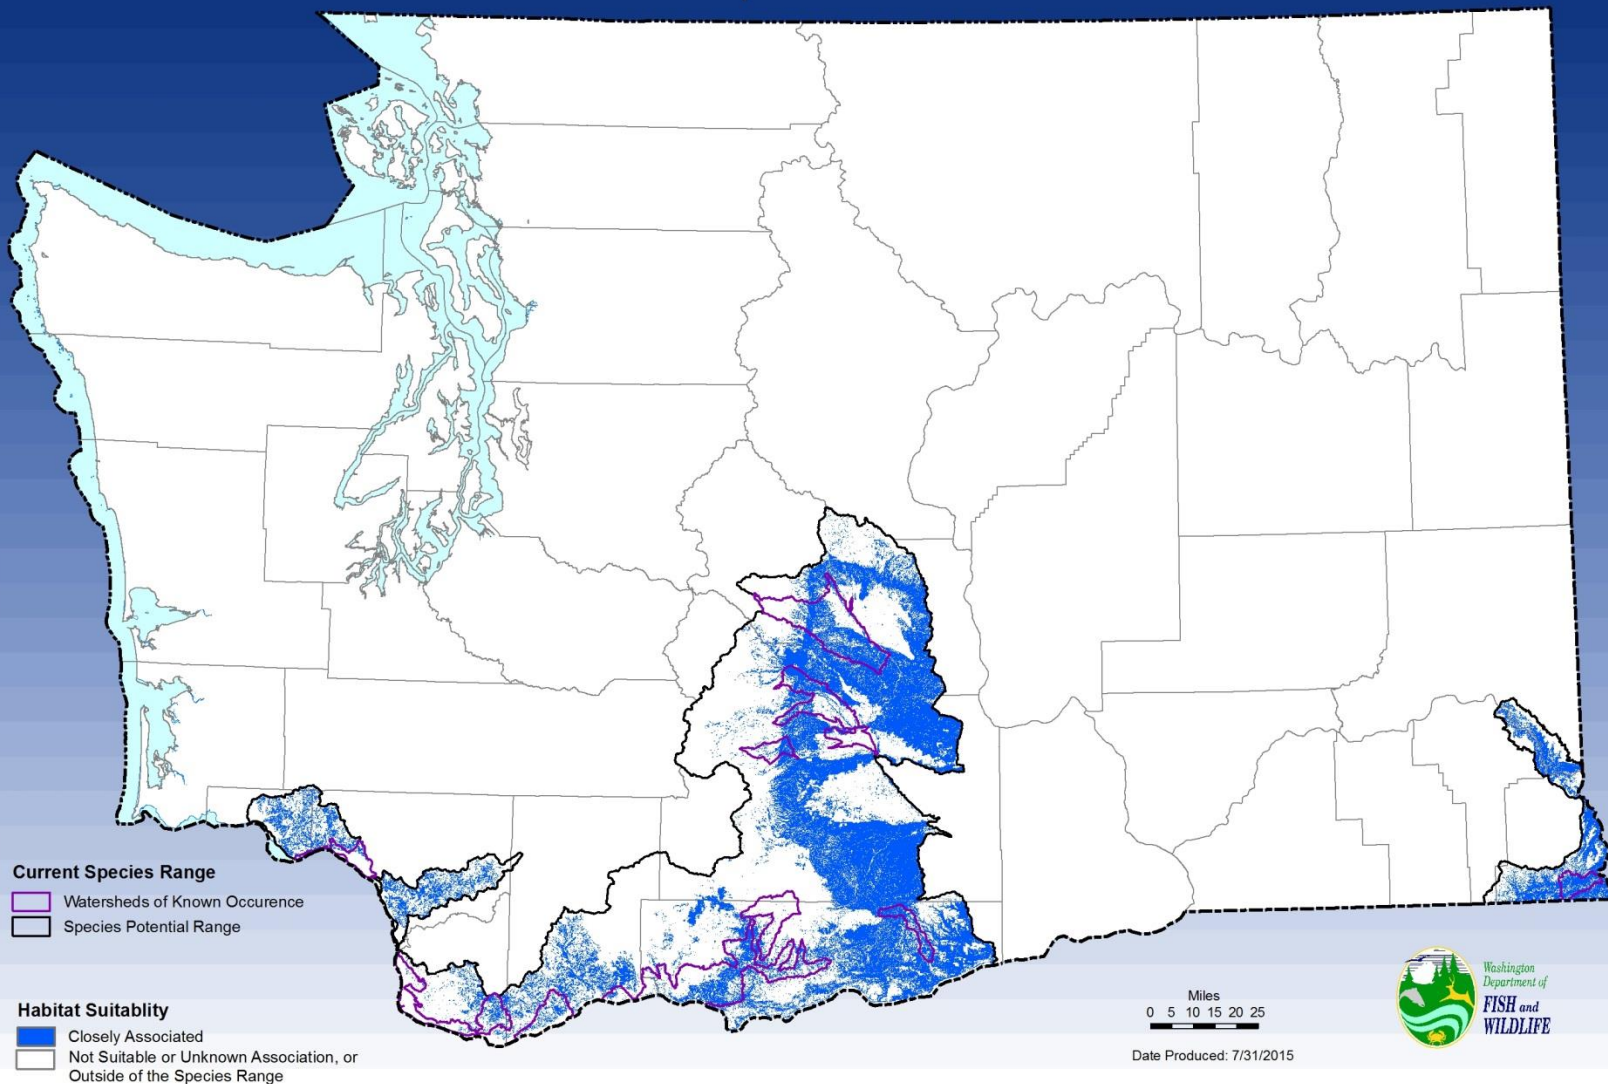 Current Species Range
Watersheds of Known Occurence
Species Potential Range
Habitat Suitablity
Closely Associated
Not Suitable or Unknown Association, or
Outside of the Species Range
Miles
0 5 10 15 20 25
Date Produced: 7/31/2015
Washington
Department of
FISH and
WILDLIFE